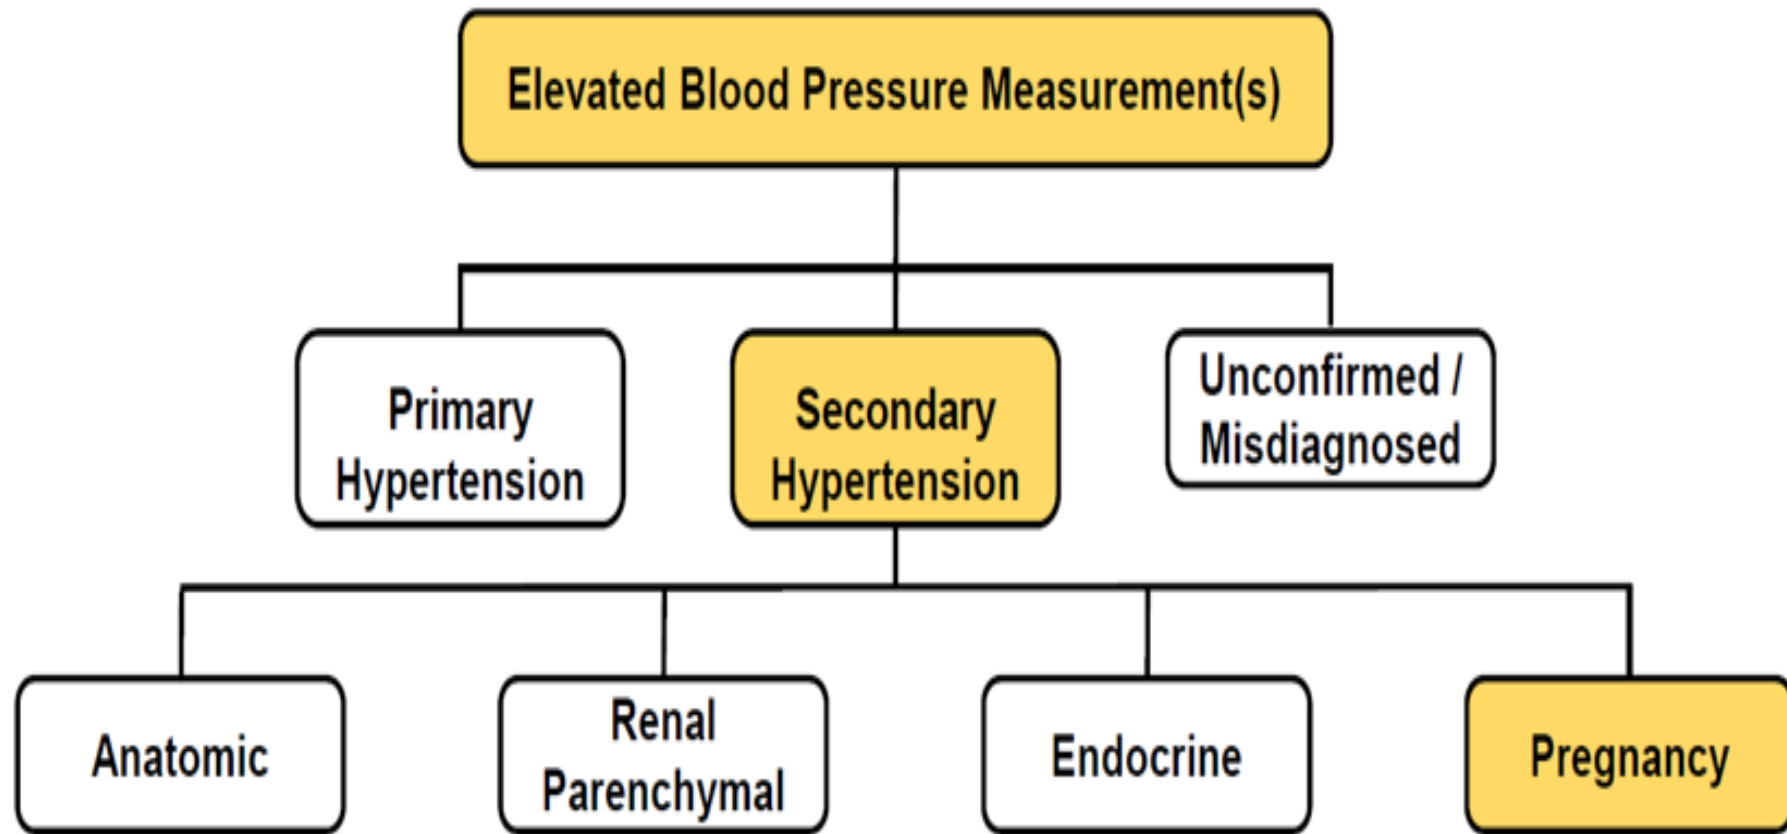 Elevated Blood Pressure Measurement(s)
Primary
Hypertension
Secondary
Hypertension
Unconfirmed /
Misdiagnosed
Anatomic
Renal
Parenchymal
Endocrine
Pregnancy